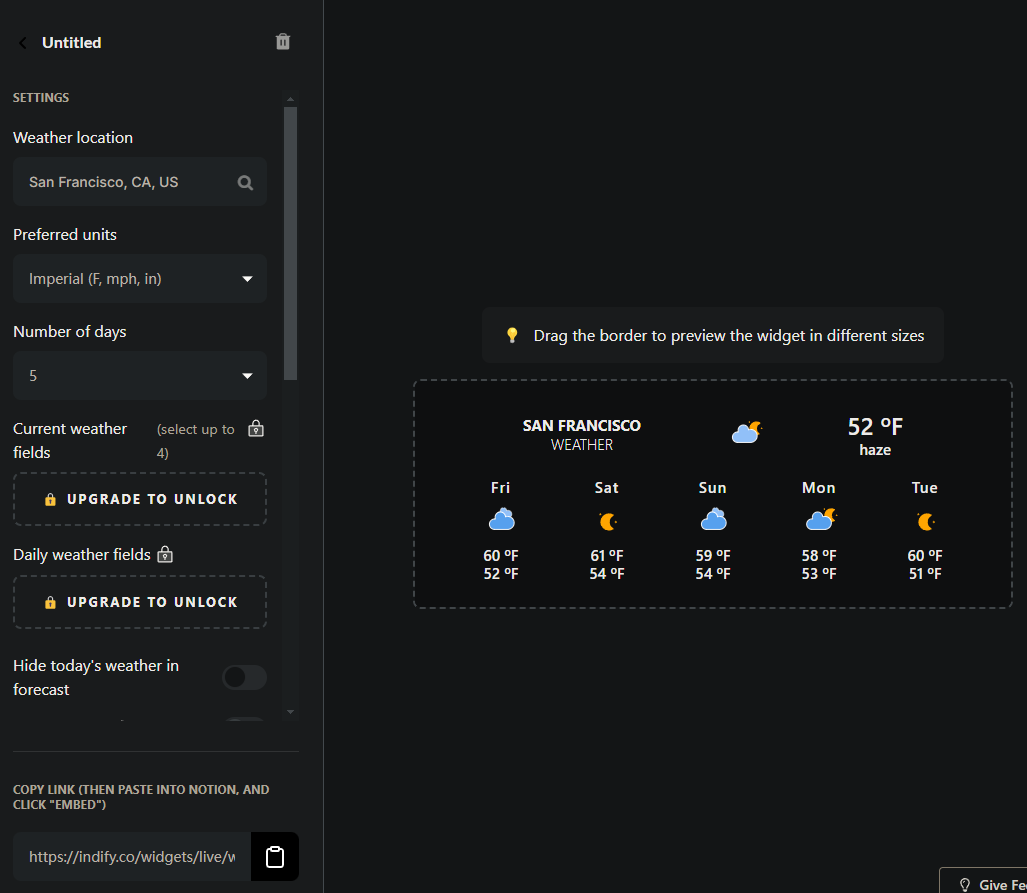 Untitled
SETTINGS
Weather location
San Francisco, CA, US
Preferred units
Imperial (F, mph, in)
Number of days
5
Current weather fields (select up to 4)
UPGRADE TO UNLOCK
Daily weather fields
UPGRADE TO UNLOCK
Hide today's weather in
forecast
COPY LINK (THEN PASTE INTO NOTION, AND
CLICK "EMBED")
https://indify.co/widgets/live/w
Drag the border to preview the widget in different sizes
SAN FRANCISCO
WEATHER
52 ºF
haze
Fri Sat Sun Mon Tue
60 ºF 61 ºF 59 ºF 58 ºF 60 ºF
52 ºF 54 ºF 54 ºF 53 ºF 51 ºF
Give Fee